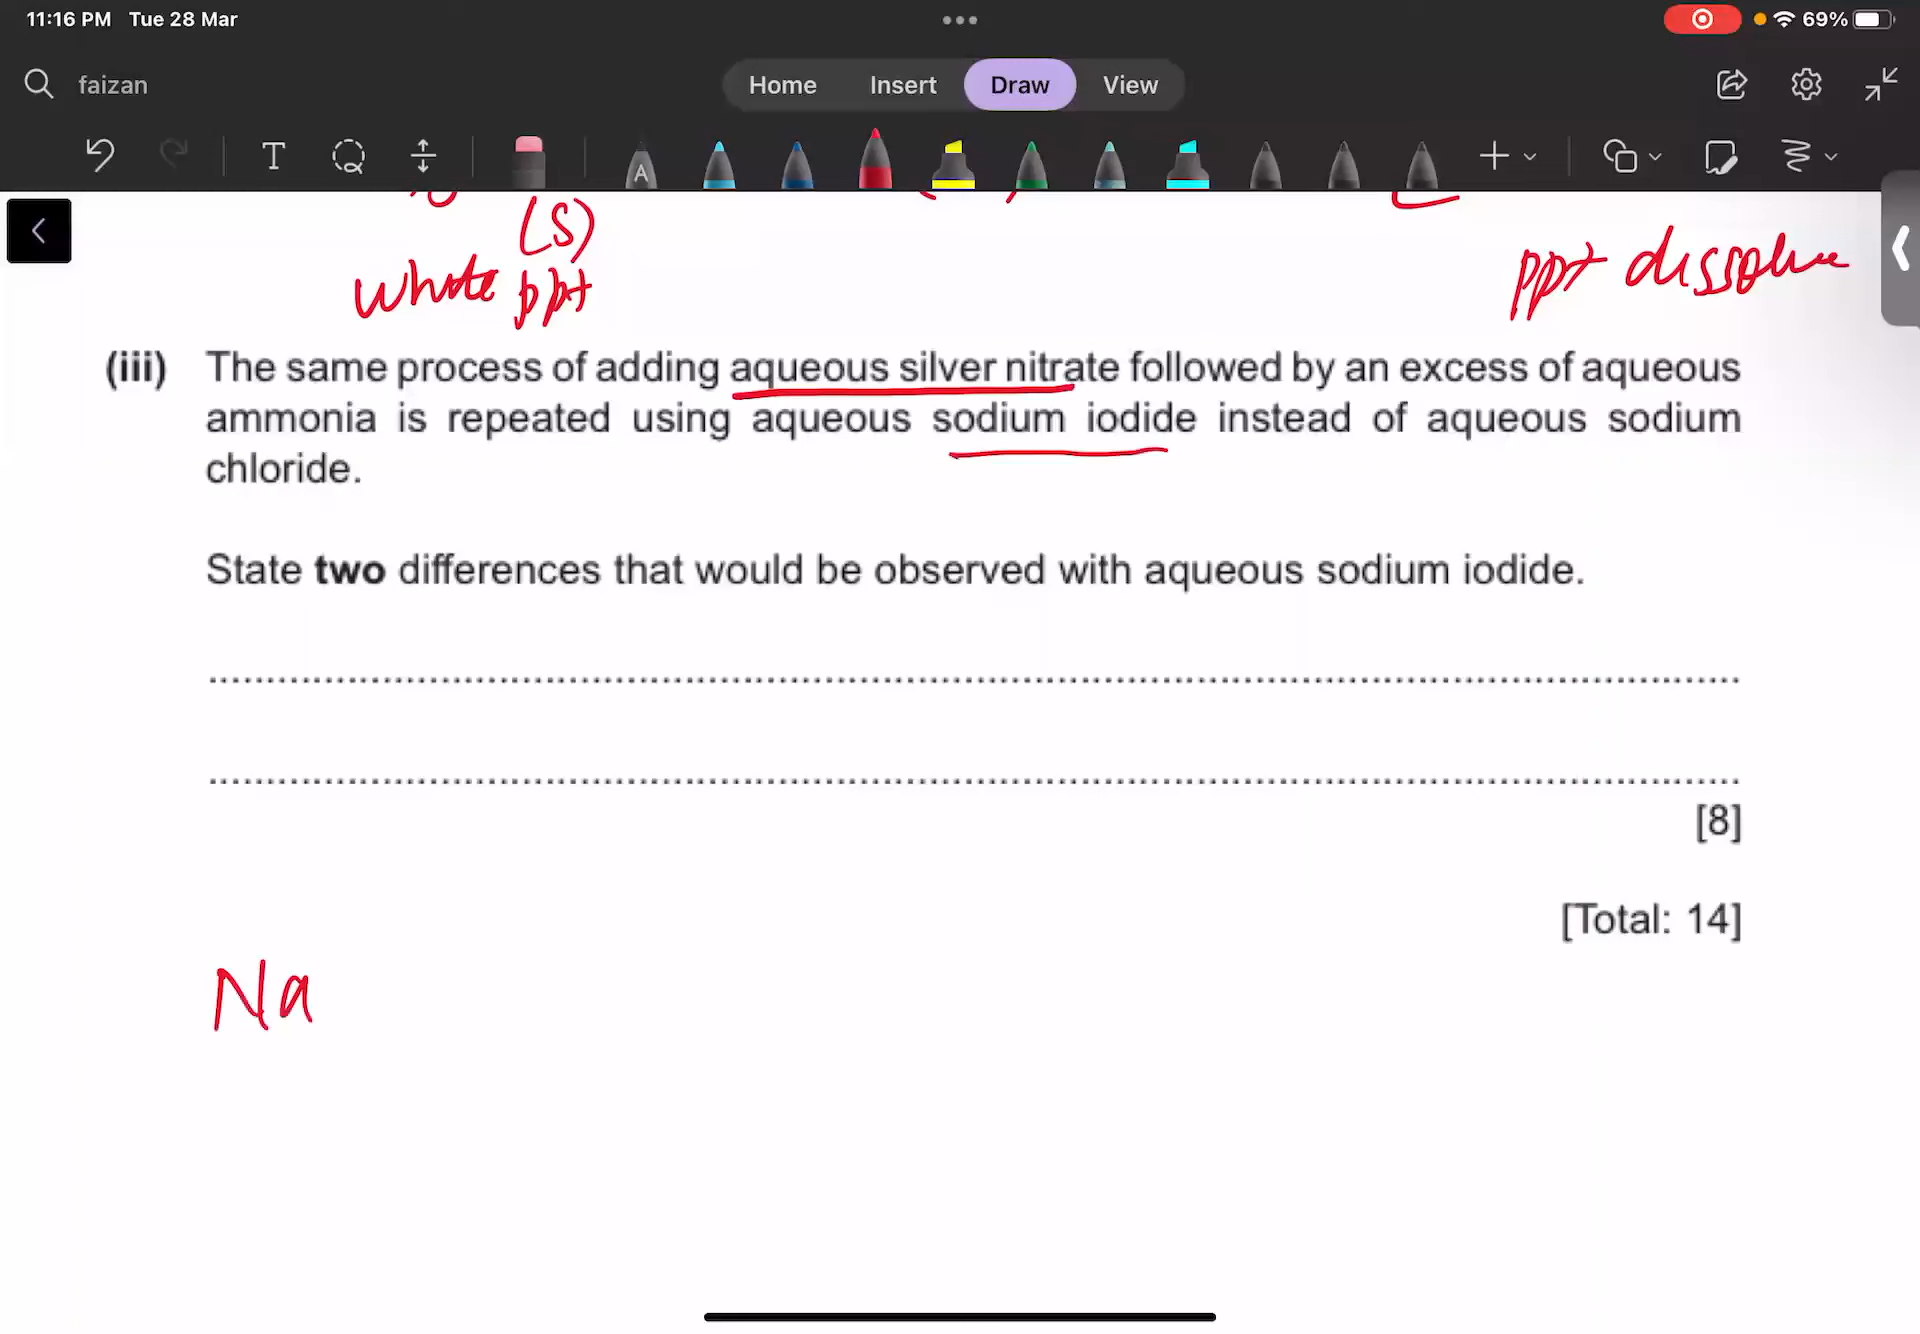 11:16 PM Tue 28 Mar
69%
faizan
Home Insert Draw View
T
A
(s)
white ppt
ppt dissolve
(iii) The same process of adding aqueous silver nitrate followed by an excess of aqueous
ammonia is repeated using aqueous sodium iodide instead of aqueous sodium
chloride.
State two differences that would be observed with aqueous sodium iodide.
[8]
[Total: 14]
Na